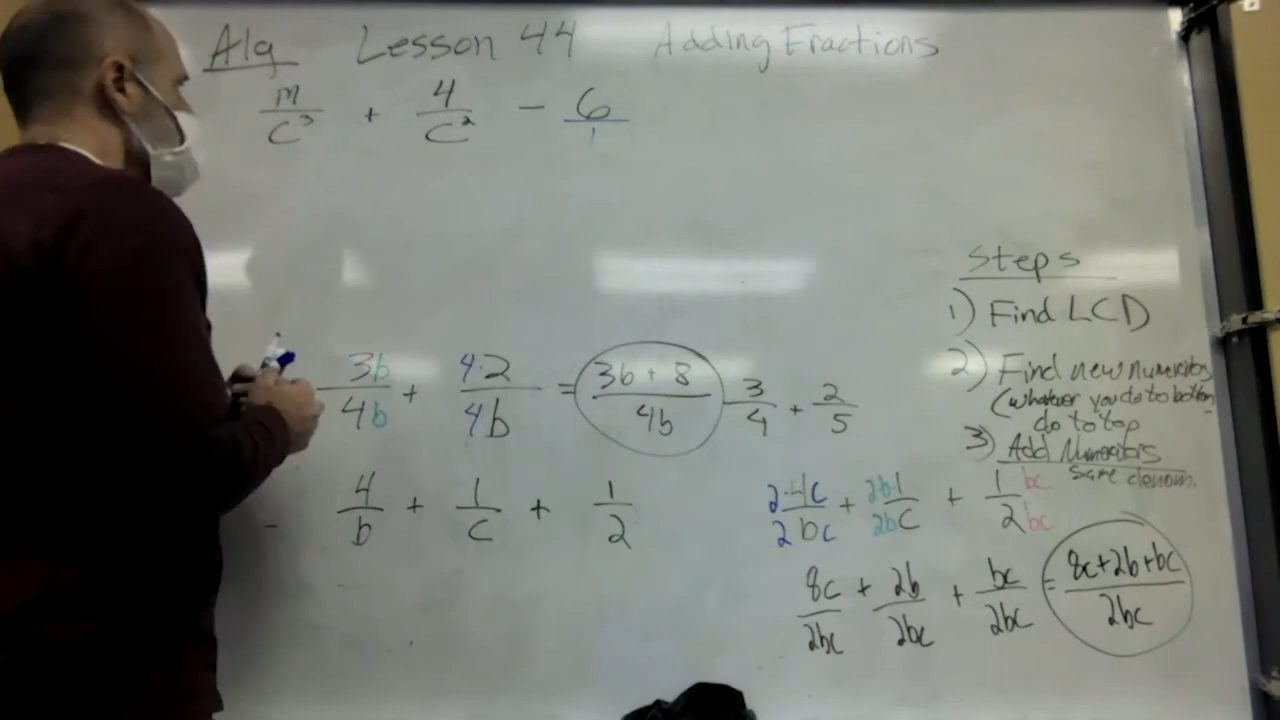 Alg Lesson 44 Adding Fractions
m/c³ + 4/c² - 6/1
Steps
1) Find LCD
2) Find new numerators
(whatever you do to bottom
do to top
3) Add Numerators
same denom.
3b/4b + 4·2/4b = (3b + 8)/4b
3/4 + 2/5
4/b + 1/c + 1/2
2·4c/2bc + 2b·1/2bc + 1bc/2bc
8c/2bc + 2b/2bc + bc/2bc = (8c+2b+bc)/2bc